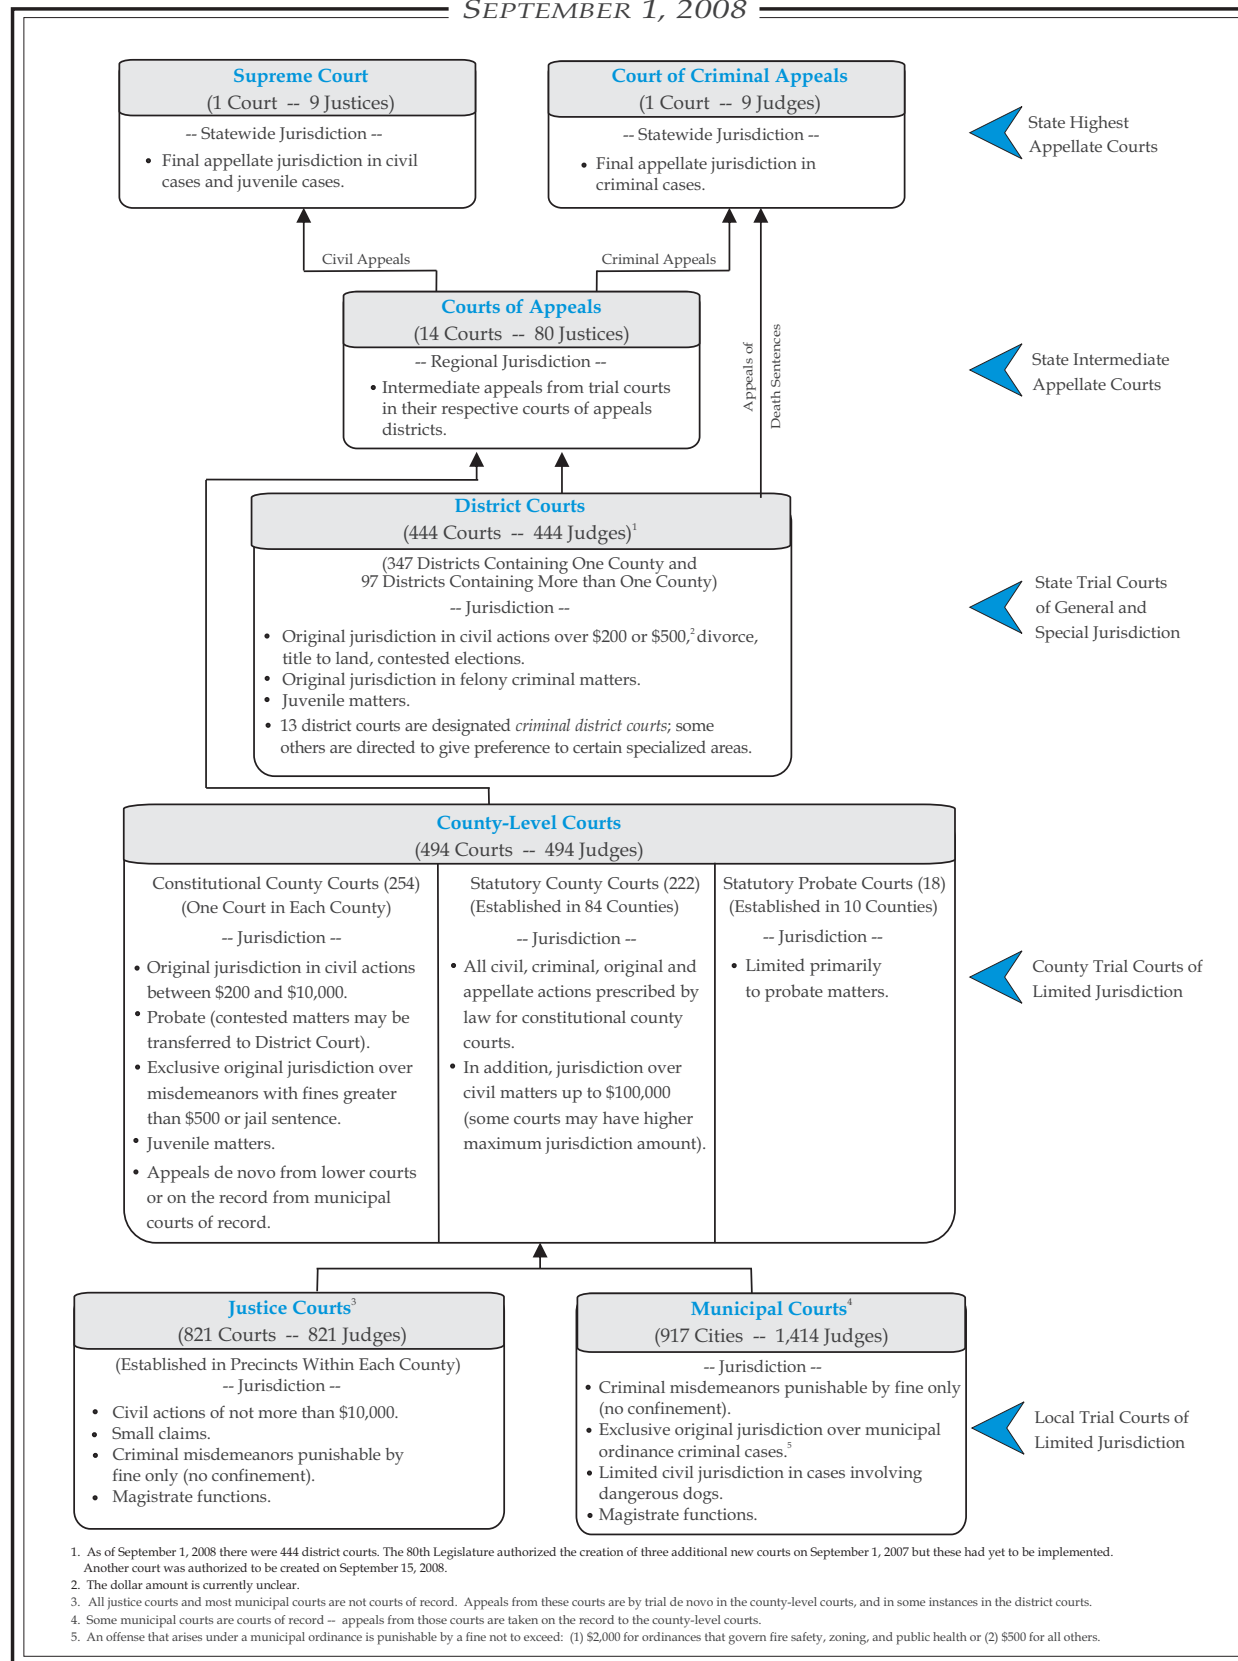 SEPTEMBER 1, 2008
Supreme Court
(1 Court -- 9 Justices)
-- Statewide Jurisdiction --
• Final appellate jurisdiction in civil
cases and juvenile cases.
Court of Criminal Appeals
(1 Court -- 9 Judges)
-- Statewide Jurisdiction --
• Final appellate jurisdiction in
criminal cases.
State Highest
Appellate Courts
Civil Appeals
Criminal Appeals
Appeals of
Death Sentences
Courts of Appeals
(14 Courts -- 80 Justices)
-- Regional Jurisdiction --
• Intermediate appeals from trial courts
in their respective courts of appeals
districts.
State Intermediate
Appellate Courts
District Courts
(444 Courts -- 444 Judges)1
(347 Districts Containing One County and
97 Districts Containing More than One County)
-- Jurisdiction --
• Original jurisdiction in civil actions over $200 or $500,2 divorce,
title to land, contested elections.
• Original jurisdiction in felony criminal matters.
• Juvenile matters.
• 13 district courts are designated criminal district courts; some
others are directed to give preference to certain specialized areas.
State Trial Courts
of General and
Special Jurisdiction
County-Level Courts
(494 Courts -- 494 Judges)
Constitutional County Courts (254)
(One Court in Each County)
-- Jurisdiction --
• Original jurisdiction in civil actions
between $200 and $10,000.
• Probate (contested matters may be
transferred to District Court).
• Exclusive original jurisdiction over
misdemeanors with fines greater
than $500 or jail sentence.
• Juvenile matters.
• Appeals de novo from lower courts
or on the record from municipal
courts of record.
Statutory County Courts (222)
(Established in 84 Counties)
-- Jurisdiction --
• All civil, criminal, original and
appellate actions prescribed by
law for constitutional county
courts.
• In addition, jurisdiction over
civil matters up to $100,000
(some courts may have higher
maximum jurisdiction amount).
Statutory Probate Courts (18)
(Established in 10 Counties)
-- Jurisdiction --
• Limited primarily
to probate matters.
County Trial Courts of
Limited Jurisdiction
Justice Courts3
(821 Courts -- 821 Judges)
(Established in Precincts Within Each County)
-- Jurisdiction --
• Civil actions of not more than $10,000.
• Small claims.
• Criminal misdemeanors punishable by
fine only (no confinement).
• Magistrate functions.
Municipal Courts4
(917 Cities -- 1,414 Judges)
-- Jurisdiction --
• Criminal misdemeanors punishable by fine only
(no confinement).
• Exclusive original jurisdiction over municipal
ordinance criminal cases.5
• Limited civil jurisdiction in cases involving
dangerous dogs.
• Magistrate functions.
Local Trial Courts of
Limited Jurisdiction
1. As of September 1, 2008 there were 444 district courts. The 80th Legislature authorized the creation of three additional new courts on September 1, 2007 but these had yet to be implemented.
Another court was authorized to be created on September 15, 2008.
2. The dollar amount is currently unclear.
3. All justice courts and most municipal courts are not courts of record. Appeals from these courts are by trial de novo in the county-level courts, and in some instances in the district courts.
4. Some municipal courts are courts of record -- appeals from those courts are taken on the record to the county-level courts.
5. An offense that arises under a municipal ordinance is punishable by a fine not to exceed: (1) $2,000 for ordinances that govern fire safety, zoning, and public health or (2) $500 for all others.